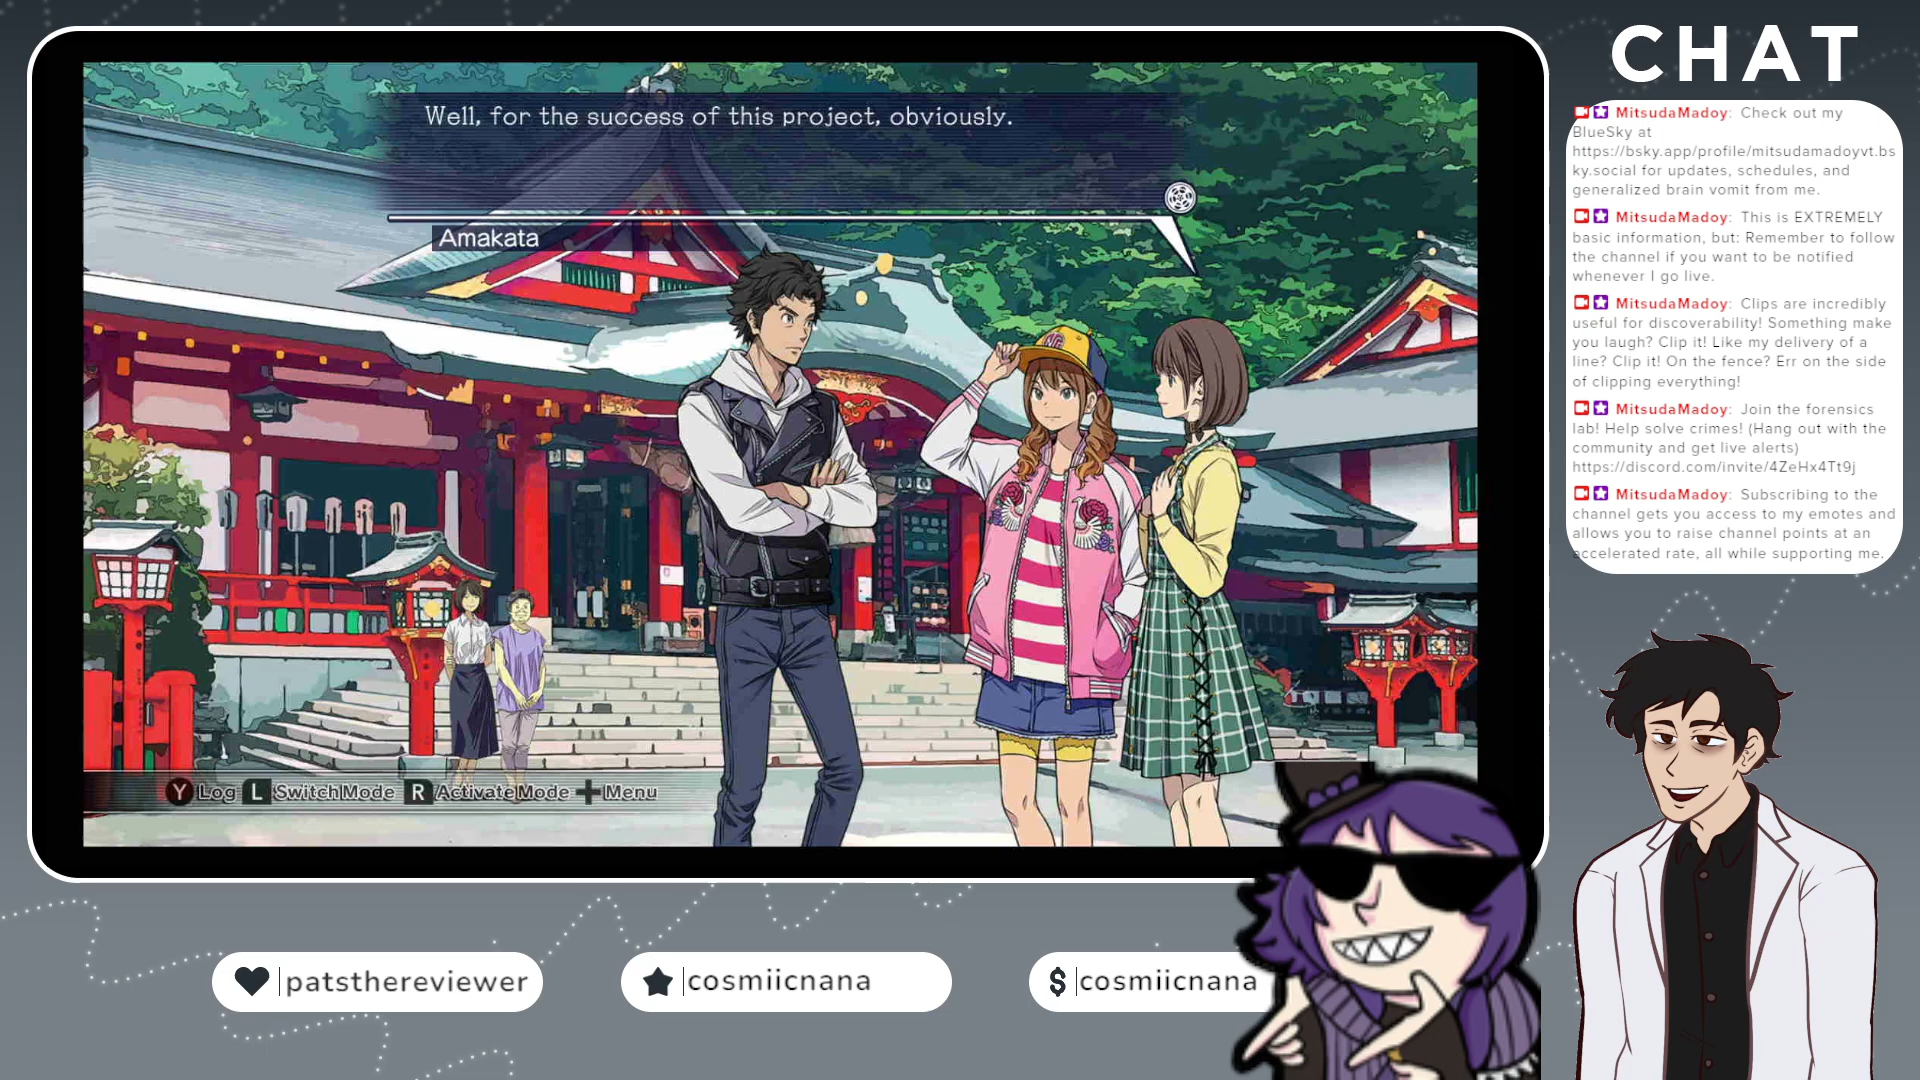 Well, for the success of this project, obviously.
Amakata
Y Log L SwitchMode R ActivateMode Menu
CHAT
MitsudaMadoy: Check out my
BlueSky at
https://bsky.app/profile/mitsudamadoyvt.bs
ky.social for updates, schedules, and
generalized brain vomit from me.
MitsudaMadoy: This is EXTREMELY
basic information, but: Remember to follow
the channel if you want to be notified
whenever I go live.
MitsudaMadoy: Clips are incredibly
useful for discoverability! Something make
you laugh? Clip it! Like my delivery of a
line? Clip it! On the fence? Err on the side
of clipping everything!
MitsudaMadoy: Join the forensics
lab! Help solve crimes! (Hang out with the
community and get live alerts)
https://discord.com/invite/4ZeHx4Tt9j
MitsudaMadoy: Subscribing to the
channel gets you access to my emotes and
allows you to raise channel points at an
accelerated rate, all while supporting me.
patsthereviewer
cosmiicnana
$ cosmiicnana